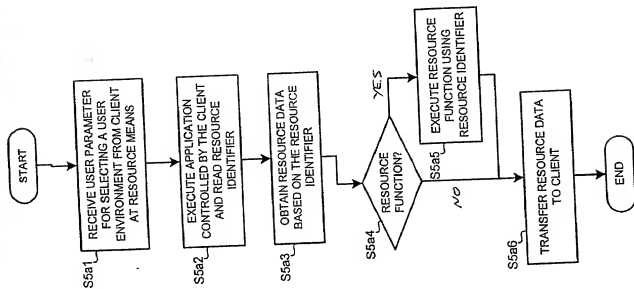 START
S5a1
RECEIVE USER PARAMETER
FOR SELECTING A USER
ENVIRONMENT FROM CLIENT
AT RESOURCE MEANS
S5a2
EXECUTE APPLICATION
CONTROLLED BY THE CLIENT
AND READ RESOURCE
IDENTIFIER
S5a3
OBTAIN RESOURCE DATA
BASED ON THE RESOURCE
IDENTIFIER
S5a4
RESOURCE
FUNCTION?
YES
NO
S5a5
EXECUTE RESOURCE
FUNCTION USING
RESOURCE IDENTIFIER
S5a6
TRANSFER RESOURCE DATA
TO CLIENT
END